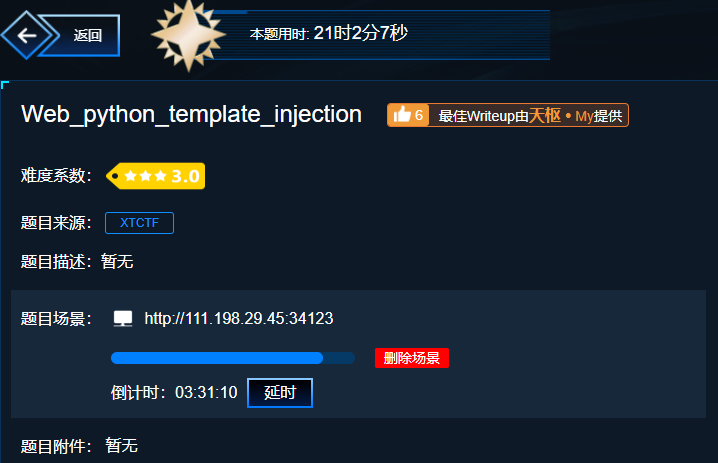 返回 本题用时: 21时2分7秒
Web_python_template_injection 6 最佳Writeup由天枢•My提供
难度系数： 3.0
题目来源： XTCTF
题目描述：暂无
题目场景： http://111.198.29.45:34123
删除场景
倒计时：03:31:10 延时
题目附件： 暂无